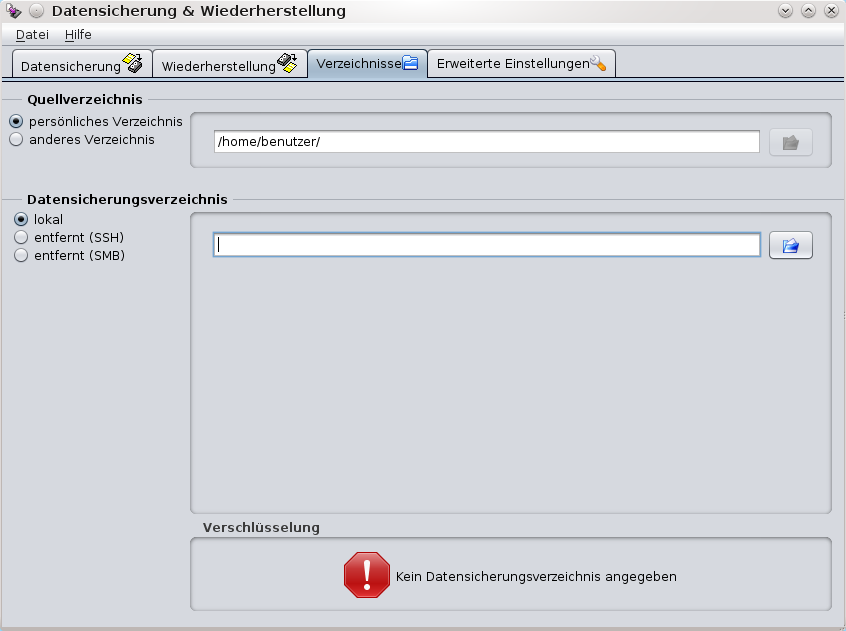 Datensicherung & Wiederherstellung
Datei Hilfe
Datensicherung Wiederherstellung Verzeichnisse Erweiterte Einstellungen
Quellverzeichnis
persönliches Verzeichnis
anderes Verzeichnis
/home/benutzer/
Datensicherungsverzeichnis
lokal
entfernt (SSH)
entfernt (SMB)
Verschlüsselung
Kein Datensicherungsverzeichnis angegeben